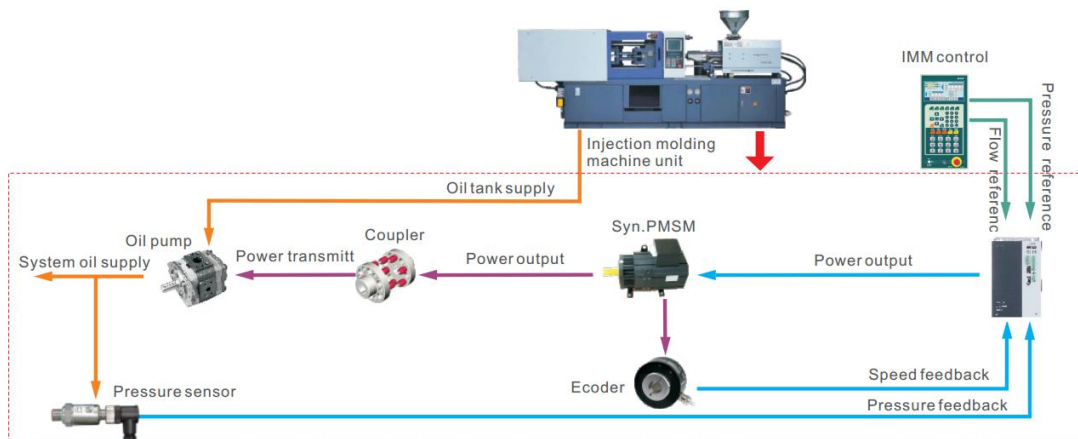 IMM control
Pressure reference
Flow referenc
Injection molding
machine unit
Oil tank supply
Oil pump
Coupler
Syn.PMSM
System oil supply
Power transmitt
Power output
Power output
Ecoder
Speed feedback
Pressure sensor
Pressure feedback